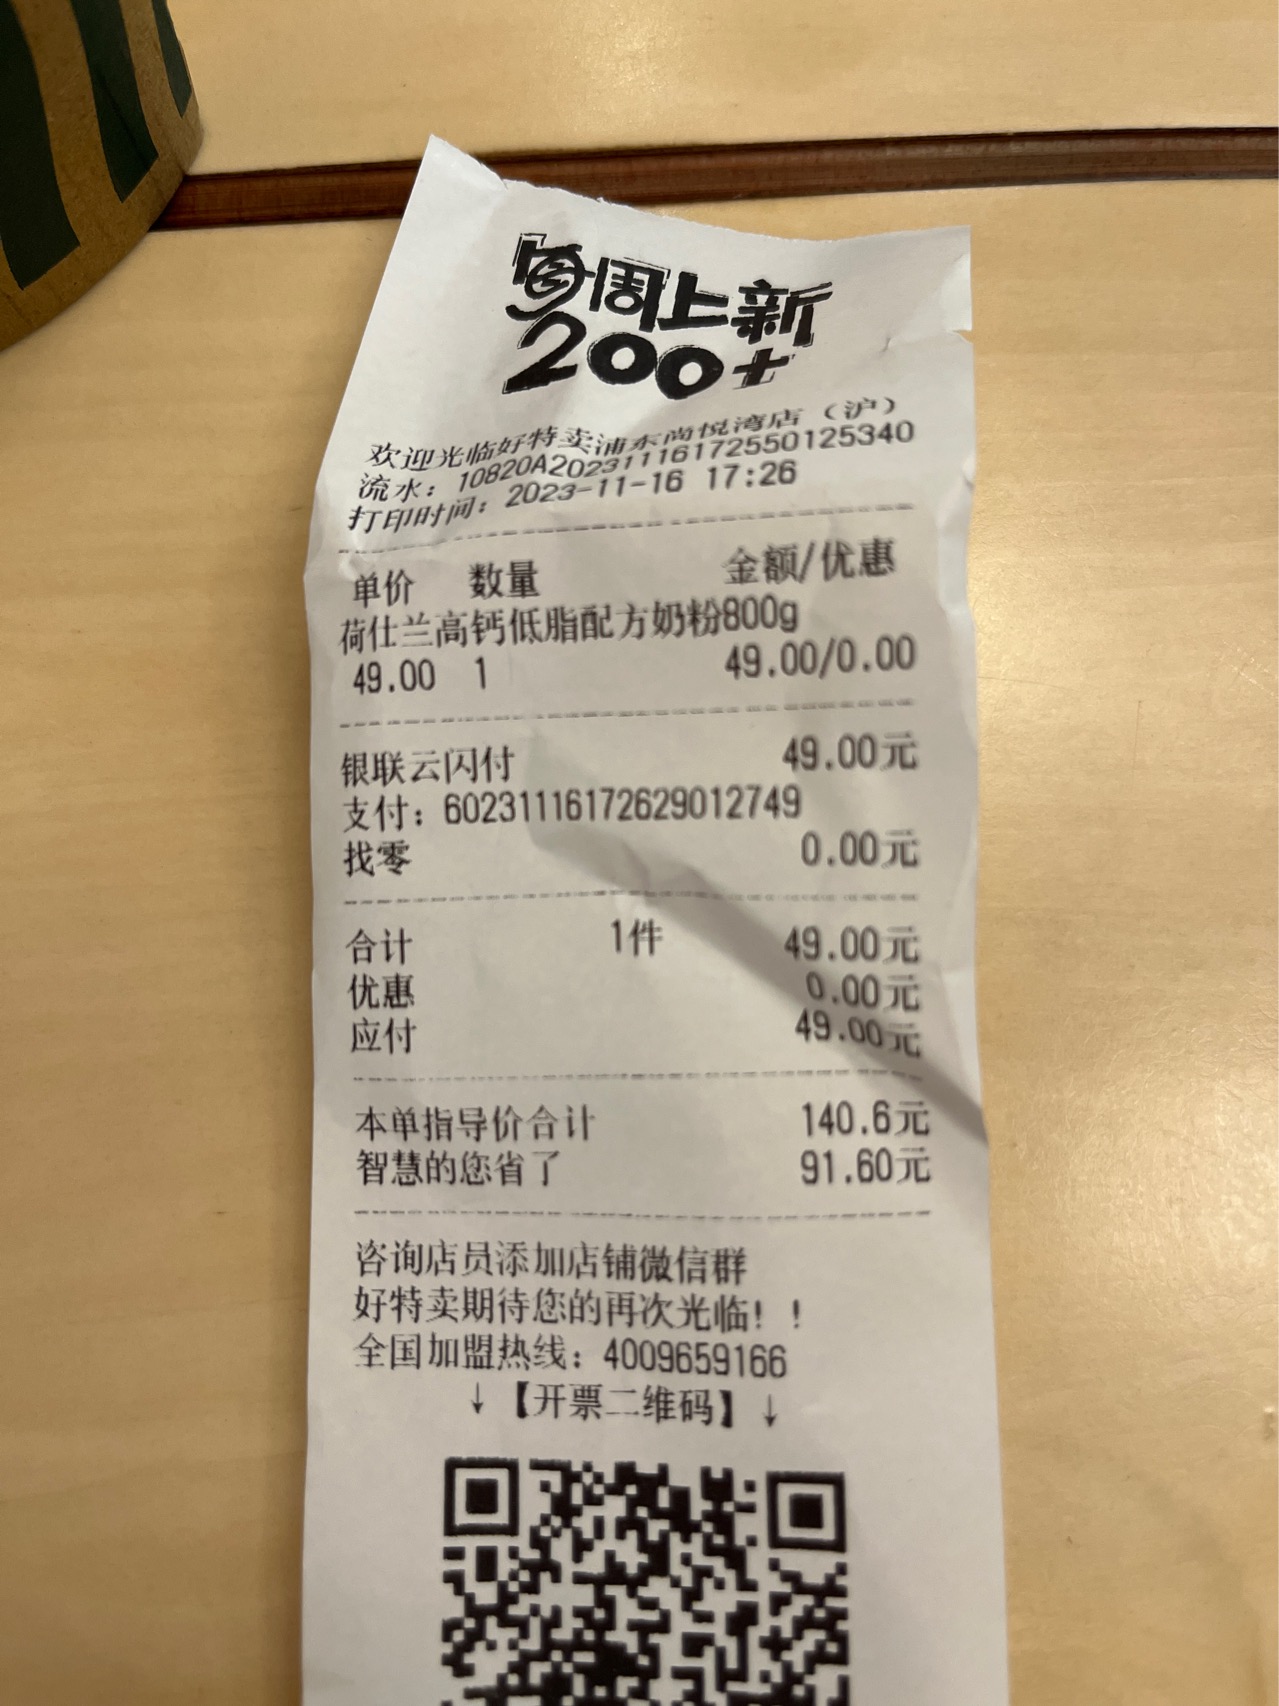 每周上新
200+
欢迎光临好特卖浦东尚悦湾店（沪）
流水：10820A202311161725501​25340
打印时间：2023-11-16 17:26
单价 数量 金额/优惠
荷仕兰高钙低脂配方奶粉800g
49.00 1 49.00/0.00
银联云闪付 49.00元
支付：60231116172629012749
找零 0.00元
合计 1件 49.00元
优惠 0.00元
应付 49.00元
本单指导价合计 140.6元
智慧的您省了 91.60元
咨询店员添加店铺微信群
好特卖期待您的再次光临！！
全国加盟热线：4009659166
↓【开票二维码】↓